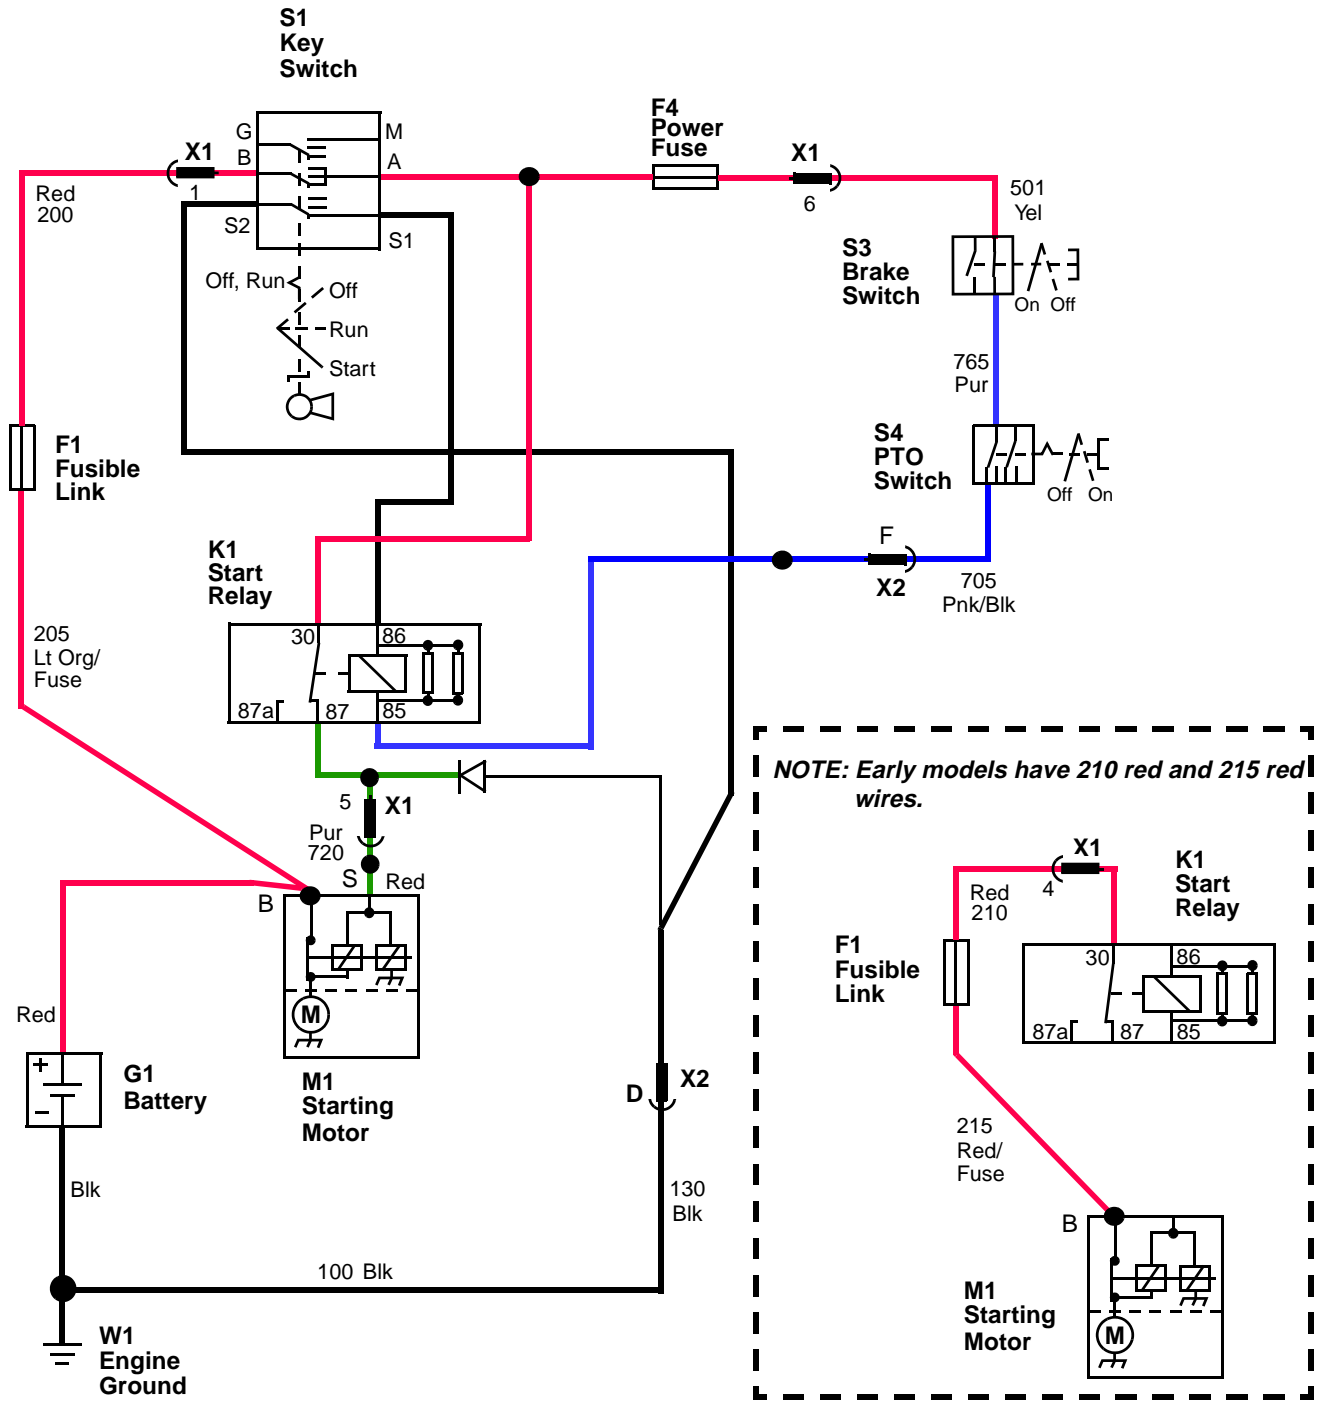 S1
Key
Switch
G
M
X1
B
A
1
Red
200
S2
S1
Off, Run
Off
Run
Start
F4
Power
Fuse
X1
6
501
Yel
S3
Brake
Switch
On Off
765
Pur
S4
PTO
Switch
Off On
F
X2
705
Pnk/Blk
F1
Fusible
Link
K1
Start
Relay
30
86
87a
87
85
205
Lt Org/
Fuse
5
X1
Pur
720
S
Red
B
M
M1
Starting
Motor
Red
+
–
G1
Battery
Blk
D
X2
130
Blk
100 Blk
W1
Engine
Ground
NOTE: Early models have 210 red and 215 red
wires.
X1
4
Red
210
K1
Start
Relay
F1
Fusible
Link
30
86
87a
87
85
215
Red/
Fuse
B
M1
Starting
Motor
M